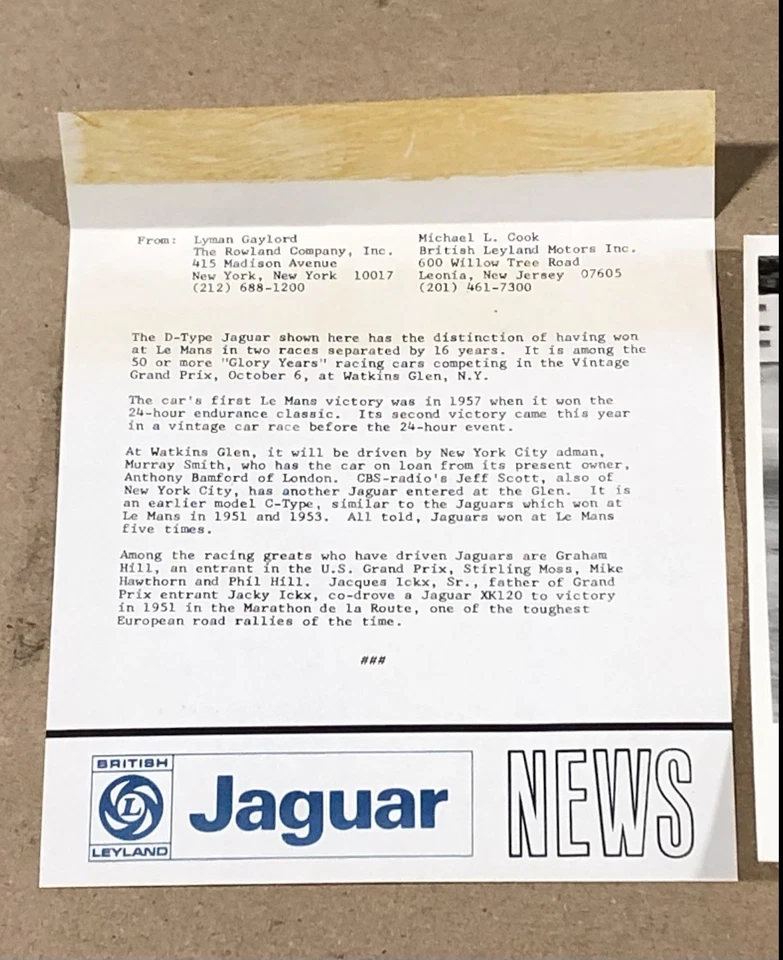 From: Lyman Gaylord
The Rowland Company, Inc.
415 Madison Avenue
New York, New York 10017
(212) 688-1200
Michael L. Cook
British Leyland Motors Inc.
600 Willow Tree Road
Leonia, New Jersey 07605
(201) 461-7300
The D-Type Jaguar shown here has the distinction of having won
at Le Mans in two races separated by 16 years. It is among the
50 or more "Glory Years" racing cars competing in the Vintage
Grand Prix, October 6, at Watkins Glen, N.Y.
The car's first Le Mans victory was in 1957 when it won the
24-hour endurance classic. Its second victory came this year
in a vintage car race before the 24-hour event.
At Watkins Glen, it will be driven by New York City adman,
Murray Smith, who has the car on loan from its present owner,
Anthony Bamford of London. CBS-radio's Jeff Scott, also of
New York City, has another Jaguar entered at the Glen. It is
an earlier model C-Type, similar to the Jaguars which won at
Le Mans in 1951 and 1953. All told, Jaguars won at Le Mans
five times.
Among the racing greats who have driven Jaguars are Graham
Hill, an entrant in the U.S. Grand Prix, Stirling Moss, Mike
Hawthorn and Phil Hill. Jacques Ickx, Sr., father of Grand
Prix entrant Jacky Ickx, co-drove a Jaguar XK120 to victory
in 1951 in the Marathon de la Route, one of the toughest
European road rallies of the time.
###
BRITISH
L
LEYLAND
Jaguar
NEWS